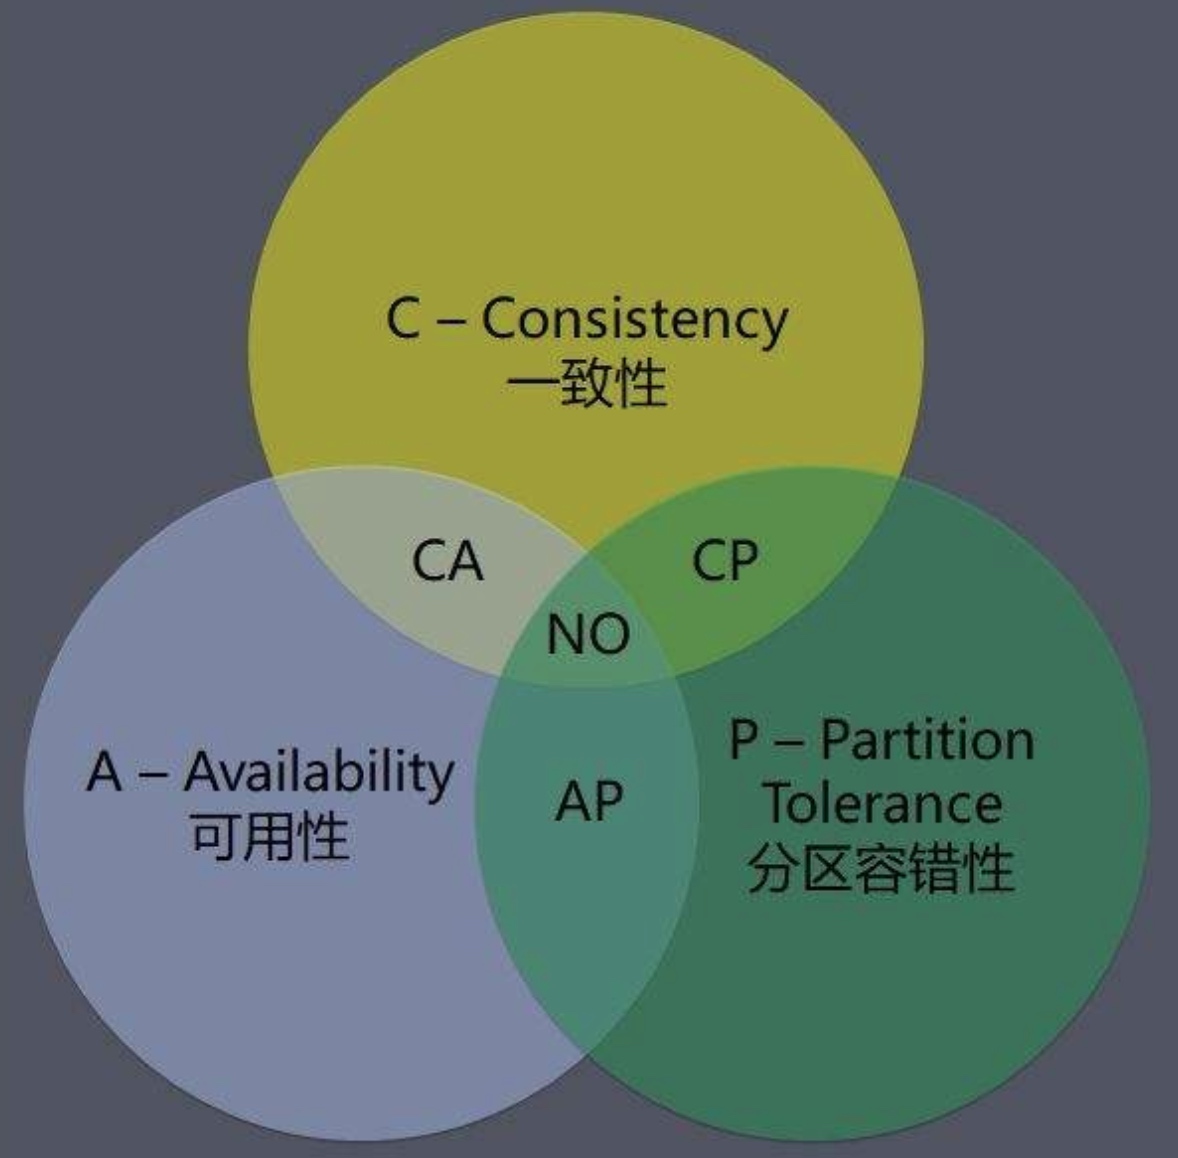 C – Consistency
一致性
CA
CP
NO
A – Availability
可用性
AP
P – Partition
Tolerance
分区容错性